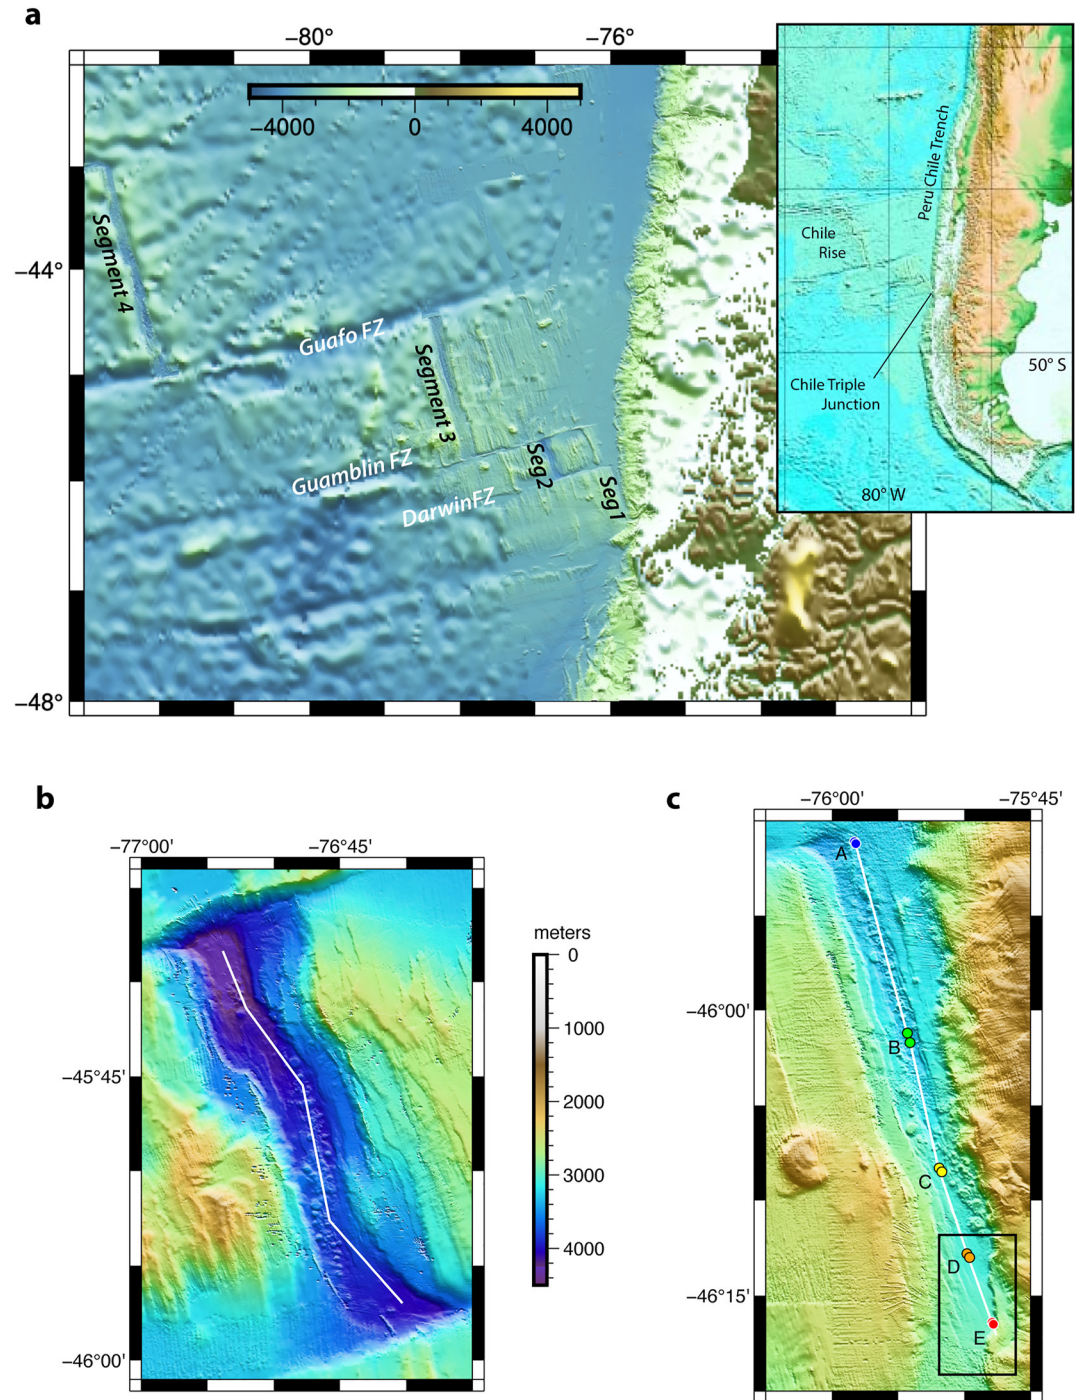 a
−80°
−76°
−4000
0
4000
−44°
−48°
Segment 4
Guafo FZ
Segment 3
Guamblin FZ
Seg2
DarwinFZ
Seg1
Peru Chile Trench
Chile
Rise
50° S
Chile Triple
Junction
80° W
b
−77°00'
−76°45'
−45°45'
−46°00'
meters
0
1000
2000
3000
4000
c
−76°00'
−75°45'
−46°00'
−46°15'
A
B
C
D
E